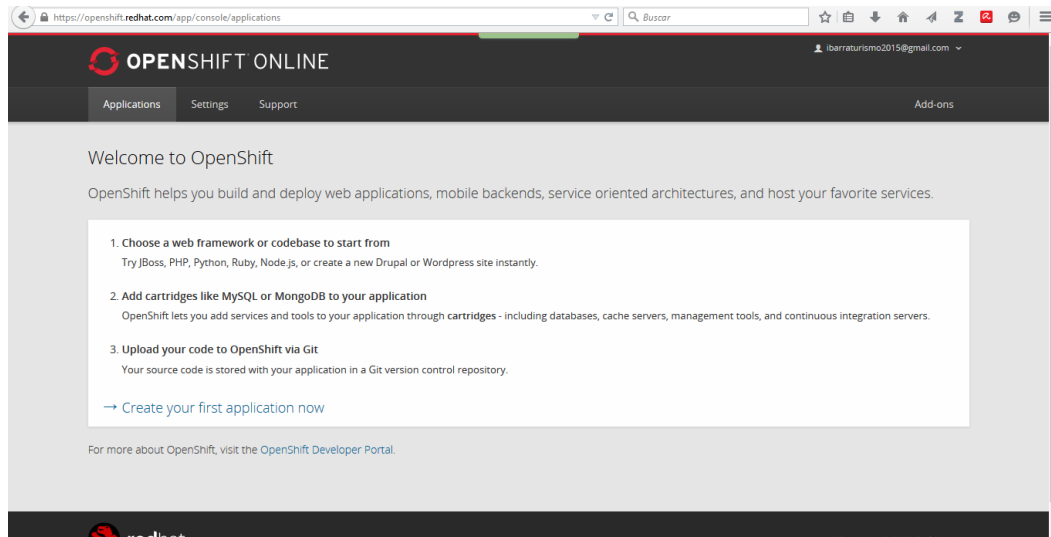 https://openshift.redhat.com/app/console/applications
Buscar
OPENSHIFT ONLINE
ibarraturismo2015@gmail.com
Applications Settings Support Add-ons
Welcome to OpenShift
OpenShift helps you build and deploy web applications, mobile backends, service oriented architectures, and host your favorite services.
1. Choose a web framework or codebase to start from
Try JBoss, PHP, Python, Ruby, Node.js, or create a new Drupal or Wordpress site instantly.
2. Add cartridges like MySQL or MongoDB to your application
OpenShift lets you add services and tools to your application through cartridges - including databases, cache servers, management tools, and continuous integration servers.
3. Upload your code to OpenShift via Git
Your source code is stored with your application in a Git version control repository.
→ Create your first application now
For more about OpenShift, visit the OpenShift Developer Portal.
redhat